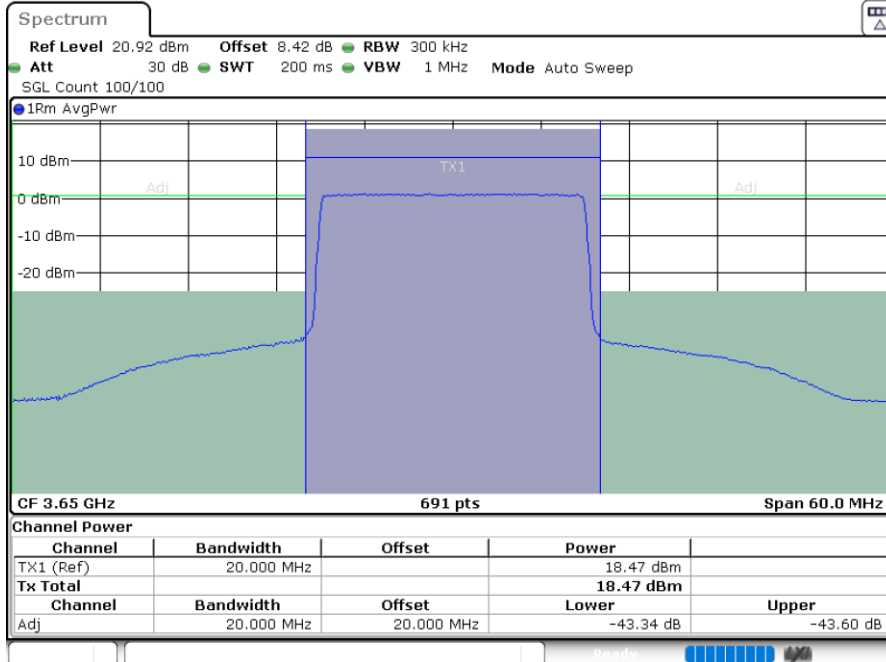 Spectrum
Ref Level 20.92 dBm Offset 8.42 dB RBW 300 kHz
Att 30 dB SWT 200 ms VBW 1 MHz Mode Auto Sweep
SGL Count 100/100
1Rm AvgPwr
10 dBm
TX1
Adj Adj
0 dBm
-10 dBm
-20 dBm
CF 3.65 GHz 691 pts Span 60.0 MHz
Channel Power
Channel Bandwidth Offset Power
TX1 (Ref) 20.000 MHz 18.47 dBm
Tx Total 18.47 dBm
Channel Bandwidth Offset Lower Upper
Adj 20.000 MHz 20.000 MHz -43.34 dB -43.60 dB
Ready